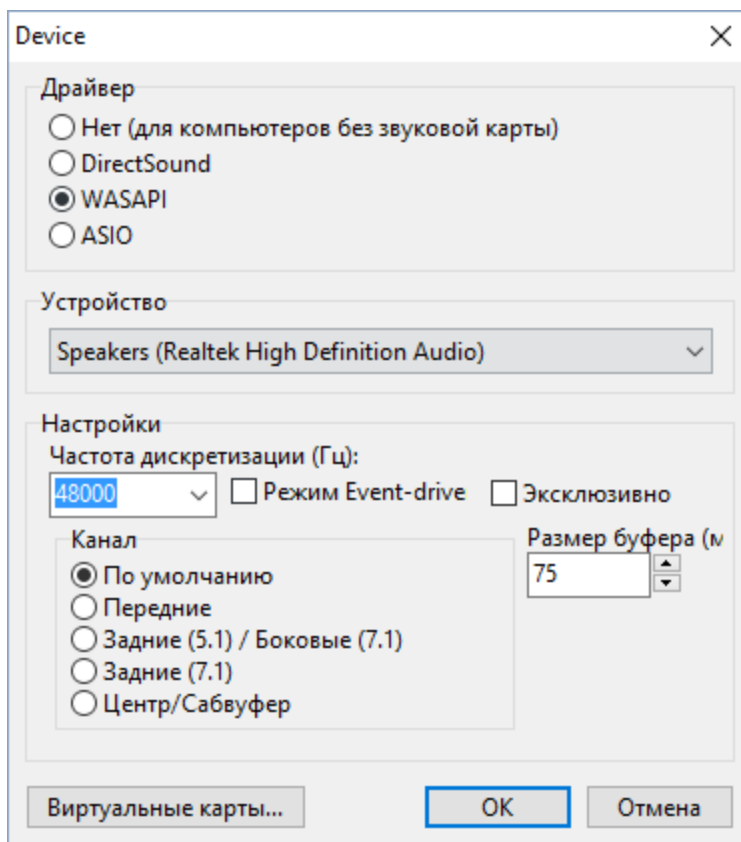 Device
Драйвер
Нет (для компьютеров без звуковой карты)
DirectSound
WASAPI
ASIO
Устройство
Speakers (Realtek High Definition Audio)
Настройки
Частота дискретизации (Гц):
48000
Режим Event-drive
Эксклюзивно
Канал
Размер буфера (м
По умолчанию
75
Передние
Задние (5.1) / Боковые (7.1)
Задние (7.1)
Центр/Сабвуфер
Виртуальные карты...
OK
Отмена